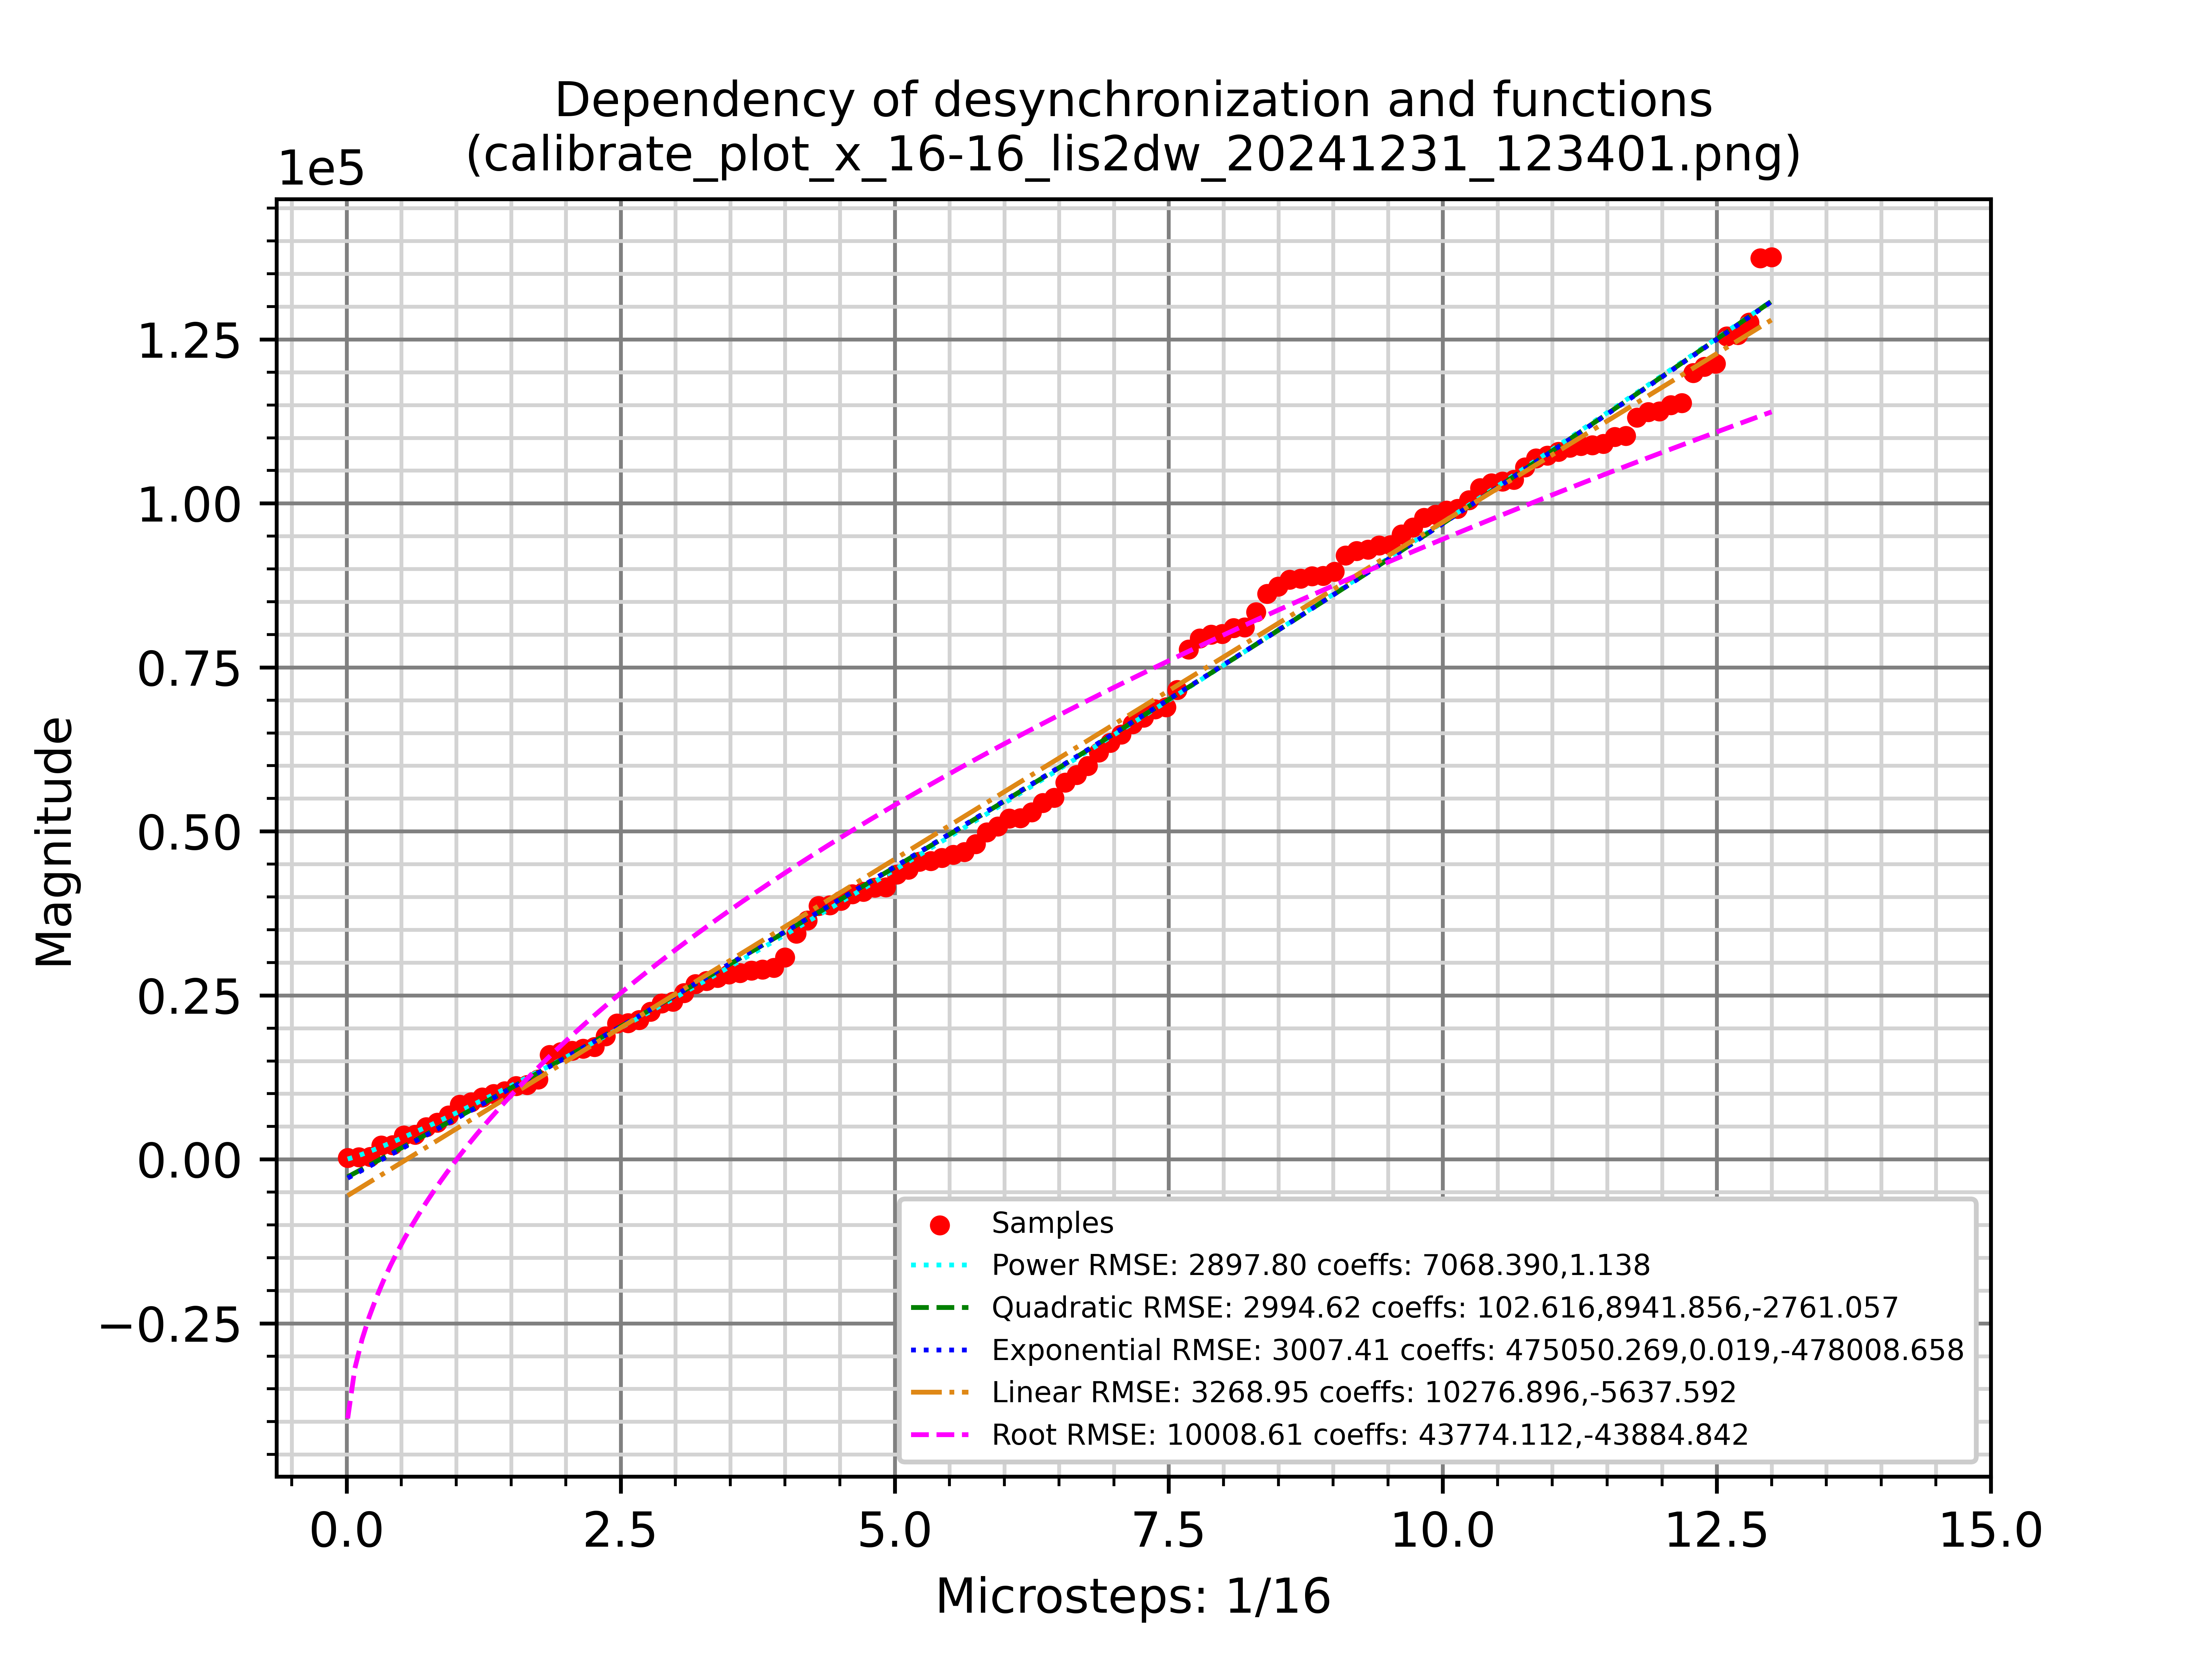 Dependency of desynchronization and functions
(calibrate_plot_x_16-16_lis2dw_20241231_123401.png)
1e5
1.25
1.00
0.75
0.50
0.25
0.00
−0.25
Magnitude
Samples
Power RMSE: 2897.80 coeffs: 7068.390,1.138
Quadratic RMSE: 2994.62 coeffs: 102.616,8941.856,-2761.057
Exponential RMSE: 3007.41 coeffs: 475050.269,0.019,-478008.658
Linear RMSE: 3268.95 coeffs: 10276.896,-5637.592
Root RMSE: 10008.61 coeffs: 43774.112,-43884.842
0.0 2.5 5.0 7.5 10.0 12.5 15.0
Microsteps: 1/16